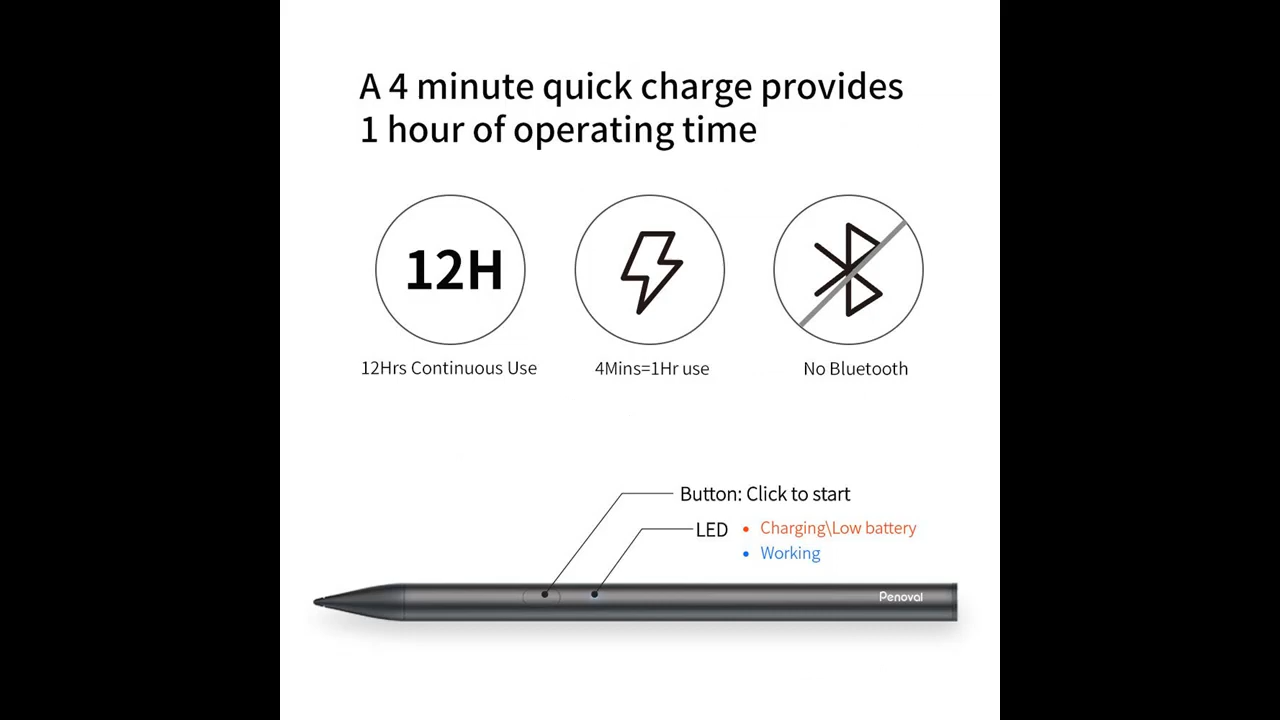 A 4 minute quick charge provides
1 hour of operating time
12H
12Hrs Continuous Use
4Mins=1Hr use
No Bluetooth
Button: Click to start
LED • Charging\Low battery
• Working
Penoval